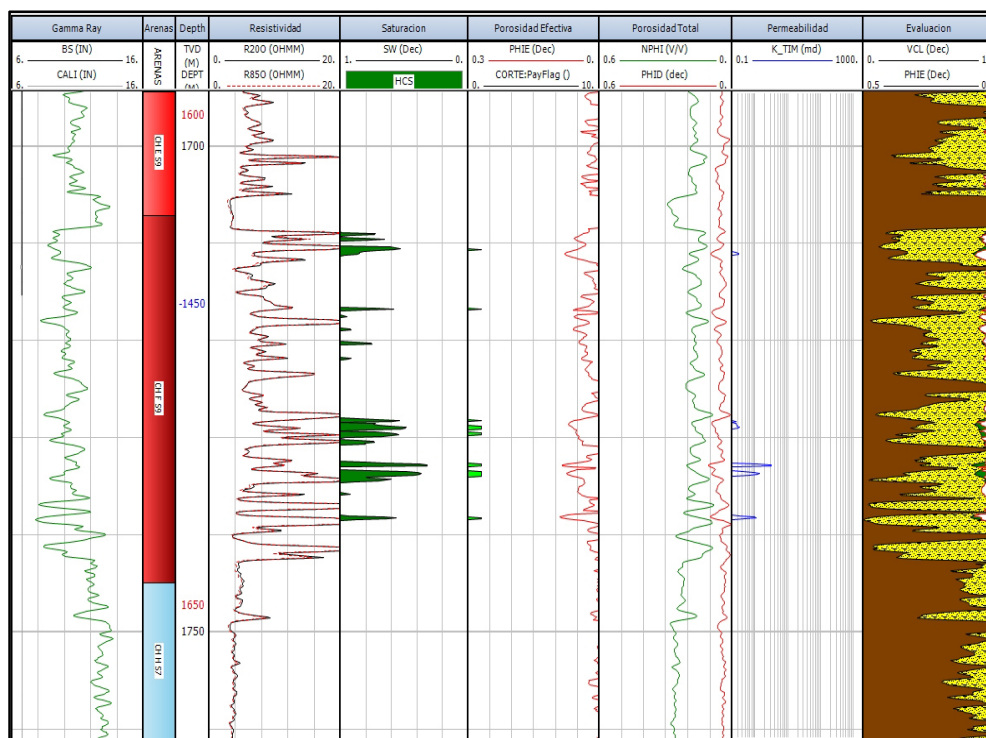 Gamma Ray Arenas Depth Resistividad Saturacion Porosidad Efectiva Porosidad Total Permeabilidad Evaluacion
BS (IN) TVD R200 (OHMM) SW (Dec) PHIE (Dec) NPHI (V/V) K_TIM (md) VCL (Dec)
6. 16. (M) 0. 20. 1. 0. 0.3 0. 0.6 0. 0.1 1000. 0. 1
CALI (IN) ARENAS DEPT R850 (OHMM) HCS CORTE:PayFlag () PHID (dec) PHIE (Dec)
6. 16. (M) 0. 20. 0. 10. 0.6 0. 0.5 0
1600
CH E S9
1700
-1450
CH F S9
1650
1750
CH H S7